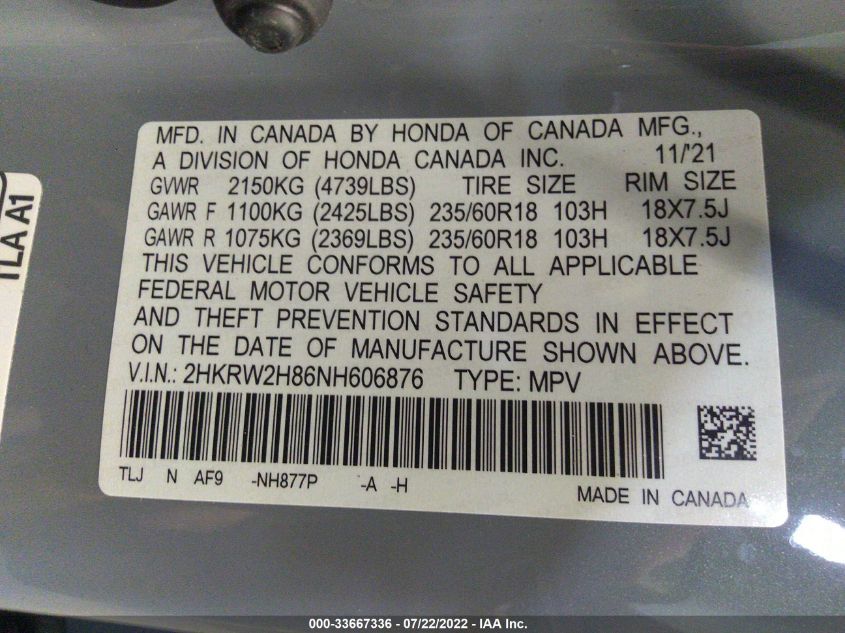 MFD. IN CANADA BY HONDA OF CANADA MFG.,
A DIVISION OF HONDA CANADA INC. 11/'21
GVWR 2150KG (4739LBS) TIRE SIZE RIM SIZE
GAWR F 1100KG (2425LBS) 235/60R18 103H 18X7.5J
GAWR R 1075KG (2369LBS) 235/60R18 103H 18X7.5J
THIS VEHICLE CONFORMS TO ALL APPLICABLE
FEDERAL MOTOR VEHICLE SAFETY
AND THEFT PREVENTION STANDARDS IN EFFECT
ON THE DATE OF MANUFACTURE SHOWN ABOVE.
V.I.N.: 2HKRW2H86NH606876 TYPE: MPV
TLJ N AF9 -NH877P -A -H
MADE IN CANADA
TLA A1
000-33667336 - 07/22/2022 - IAA Inc.